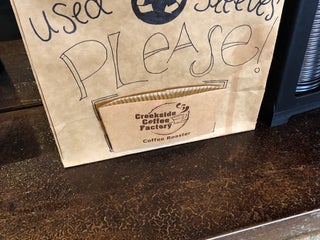 used sleeves
PLEASE!
Creekside
Coffee
Factory
Coffee Roaster